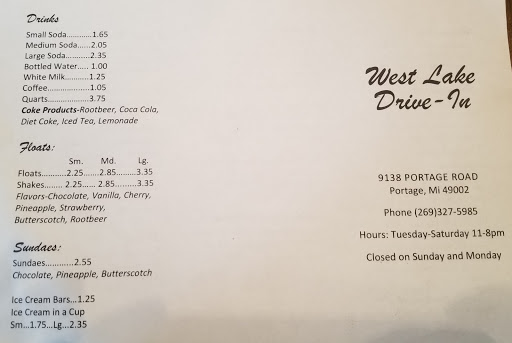 Drinks
Small Soda............1.65
Medium Soda......2.05
Large Soda............2.35
Bottled Water..... 1.00
White Milk............1.25
Coffee....................1.05
Quarts....................3.75
Coke Products-Rootbeer, Coca Cola,
Diet Coke, Iced Tea, Lemonade
Floats:
Sm. Md. Lg.
Floats............2.25.......2.85.........3.35
Shakes........ 2.25...... 2.85..........3.35
Flavors-Chocolate, Vanilla, Cherry,
Pineapple, Strawberry,
Butterscotch, Rootbeer
Sundaes:
Sundaes............2.55
Chocolate, Pineapple, Butterscotch
Ice Cream Bars...1.25
Ice Cream in a Cup
Sm...1.75...Lg...2.35
West Lake
Drive-In
9138 PORTAGE ROAD
Portage, Mi 49002
Phone (269)327-5985
Hours: Tuesday-Saturday 11-8pm
Closed on Sunday and Monday